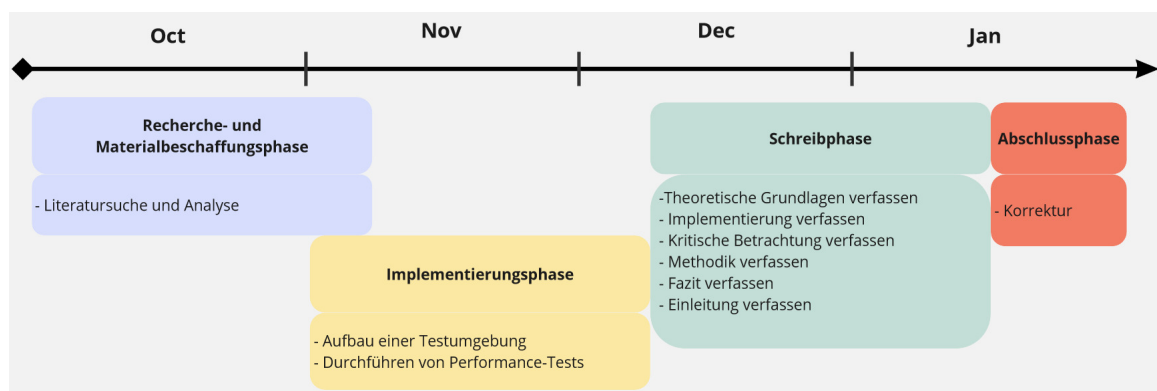 Oct
Nov
Dec
Jan
Recherche- und
Materialbeschaffungsphase
- Literatursuche und Analyse
Implementierungsphase
- Aufbau einer Testumgebung
- Durchführen von Performance-Tests
Schreibphase
-Theoretische Grundlagen verfassen
- Implementierung verfassen
- Kritische Betrachtung verfassen
- Methodik verfassen
- Fazit verfassen
- Einleitung verfassen
Abschlussphase
- Korrektur